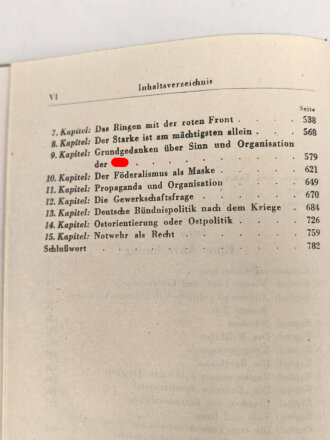 VI Inhaltsverzeichnis
Seite
7. Kapitel: Das Ringen mit der roten Front . . . . . 538
8. Kapitel: Der Starke ist am mächtigsten allein . . . . 568
9. Kapitel: Grundgedanken über Sinn und Organisation
der . . . . . . . . 579
10. Kapitel: Der Föderalismus als Maske . . . . . . 621
11. Kapitel: Propaganda und Organisation . . . . . 649
12. Kapitel: Die Gewerkschaftsfrage . . . . . . . 670
13. Kapitel: Deutsche Bündnispolitik nach dem Kriege . . 684
14. Kapitel: Ostorientierung oder Ostpolitik . . . . . 726
15. Kapitel: Notwehr als Recht . . . . . . . . 759
Schlußwort . . . . . . . . . . . 782